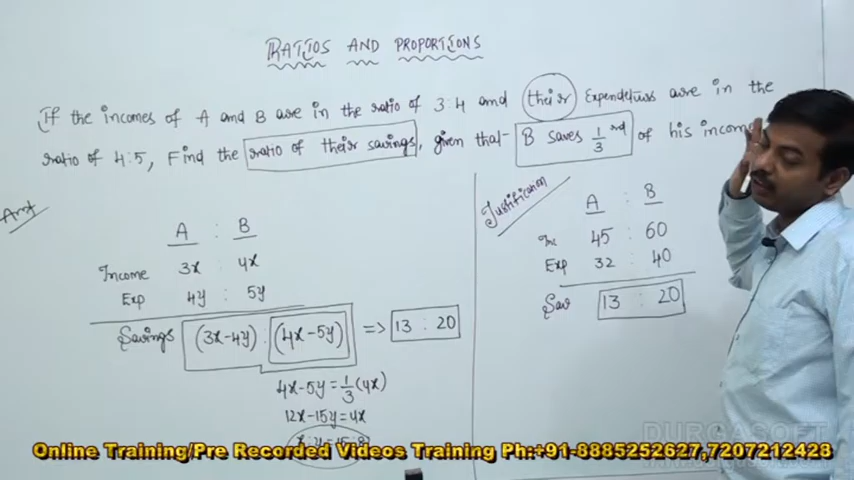 RATIOS AND PROPORTIONS
If the incomes of A and B are in the ratio of 3:4 and their Expenditures are in the
ratio of 4:5, Find the ratio of their savings, given that B saves 1/3 rd of his income
Ans
A : B
Income 3x : 4x
Exp 4y : 5y
Savings (3x-4y) : (4x-5y) => 13 : 20
4x-5y = 1/3 (4x)
12x-15y = 4x
x:y = 15:8
Justification
A : B
Inc 45 : 60
Exp 32 : 40
Sav 13 : 20
DURGASOFT
Online Training/Pre Recorded Videos Training Ph:+91-8885252627,7207212428